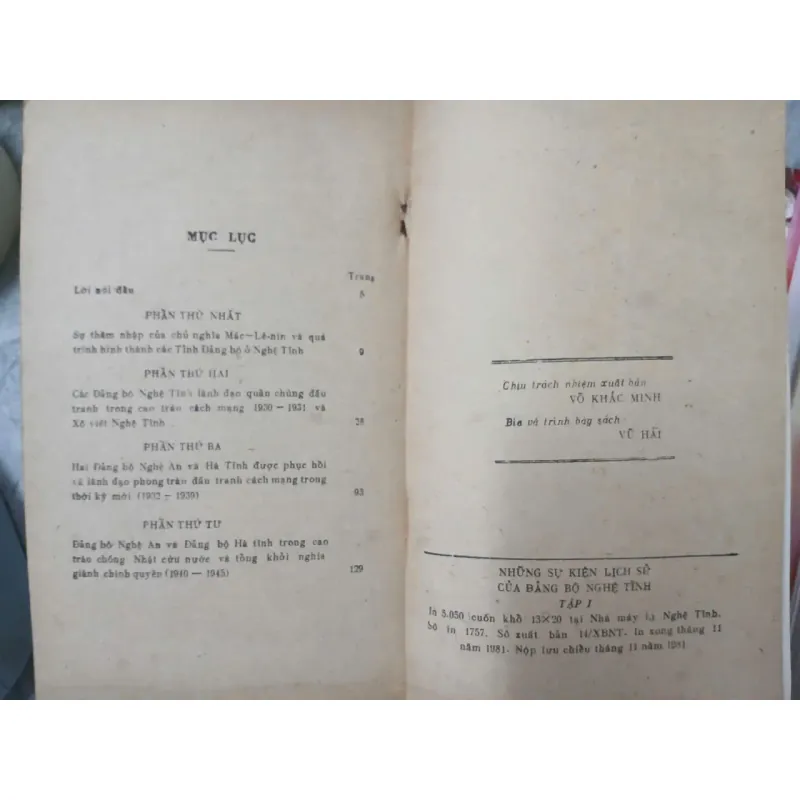 MỤC LỤC
Trang
Lời nói đầu 5
PHẦN THỨ NHẤT
Sự thâm nhập của chủ nghĩa Mác—Lê-nin và quá
trình hình thành các Tỉnh Đảng bộ ở Nghệ Tĩnh 9
PHẦN THỨ HAI
Các Đảng bộ Nghệ Tĩnh lãnh đạo quần chúng đấu
tranh trong cao trào cách mạng 1930 — 1931 và
Xô viết Nghệ Tĩnh 28
PHẦN THỨ BA
Hai Đảng bộ Nghệ An và Hà Tĩnh được phục hồi
và lãnh đạo phong trào đấu tranh cách mạng trong
thời kỳ mới (1932 — 1939) 93
PHẦN THỨ TƯ
Đảng bộ Nghệ An và Đảng bộ Hà tĩnh trong cao
trào chống Nhật cứu nước và tổng khởi nghĩa
giành chính quyền (1940 — 1945) 129
Chịu trách nhiệm xuất bản
VÕ KHẮC MINH
Bìa và trình bày sách
VŨ HẢI
NHỮNG SỰ KIỆN LỊCH SỬ
CỦA ĐẢNG BỘ NGHỆ TĨNH
TẬP I
In 5.050 cuốn khổ 13×20 tại Nhà máy in Nghệ Tĩnh.
Số in 1757. Số xuất bản 14/XBNT. In xong tháng 11
năm 1981. Nộp lưu chiểu tháng 11 năm 1981